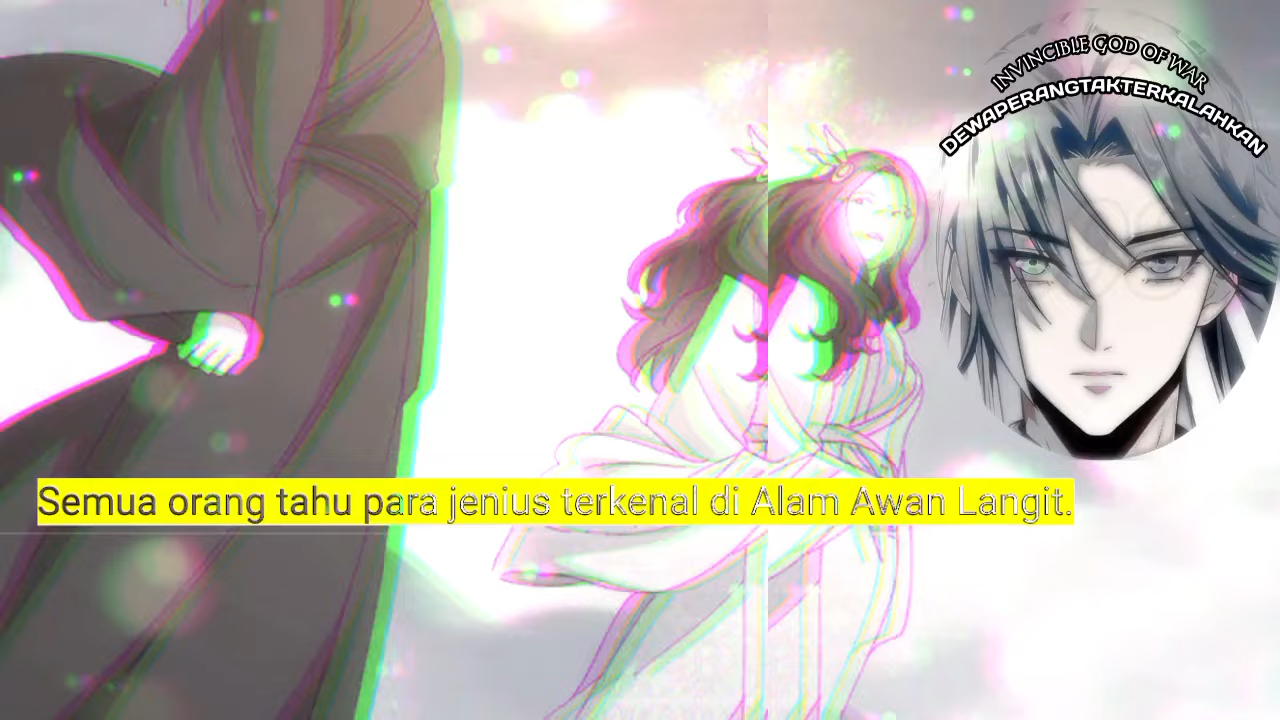 INVINCIBLE GOD OF WAR
DEWAPERANGTAKTERKALAHKAN
Semua orang tahu para jenius terkenal di Alam Awan Langit.